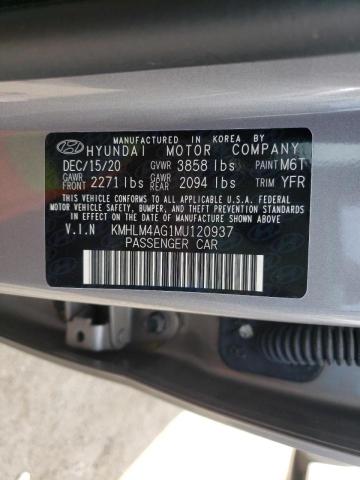 MANUFACTURED IN KOREA BY
HYUNDAI MOTOR COMPANY
DEC/15/20 GVWR 3858 lbs PAINT M6T
GAWR FRONT 2271 lbs GAWR REAR 2094 lbs TRIM YFR
THIS VEHICLE CONFORMS TO ALL
APPLICABLE U.S.A. FEDERAL
MOTOR VEHICLE SAFETY, BUMPER, AND THEFT PREVENTION
STANDARDS IN EFFECT ON THE DATE OF
MANUFACTURE SHOWN ABOVE.
V.I.N KMHLM4AG1MU120937
PASSENGER CAR